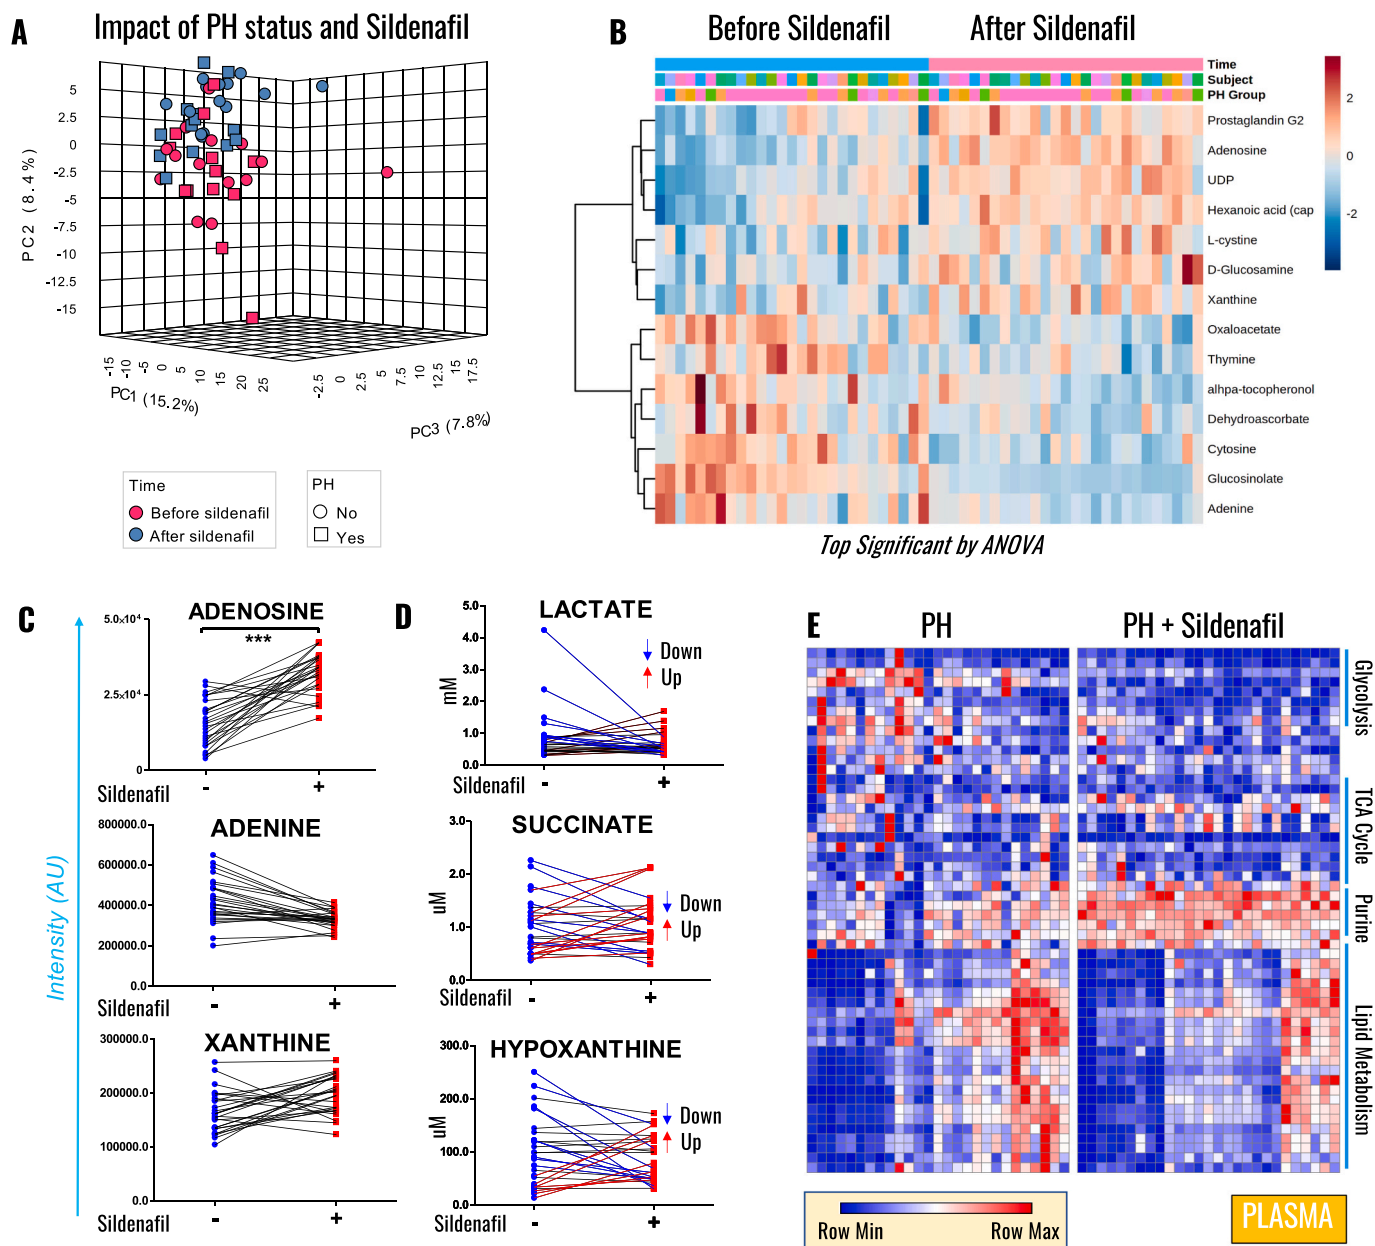 A
Impact of PH status and Sildenafil
5
2.5
0
-2.5
-5
-7.5
-10
-12.5
-15
PC2 (8.4%)
-15
-10
-5
0
5
10
15
20
25
PC1 (15.2%)
-2.5
0
2.5
5
7.5
10
12.5
15
17.5
PC3 (7.8%)
Time
Before sildenafil
After sildenafil
PH
No
Yes
B
Before Sildenafil
After Sildenafil
Time
Subject
PH Group
Prostaglandin G2
Adenosine
UDP
Hexanoic acid (cap
L-cystine
D-Glucosamine
Xanthine
Oxaloacetate
Thymine
alhpa-tocopheronol
Dehydroascorbate
Cytosine
Glucosinolate
Adenine
2
0
-2
Top Significant by ANOVA
C
Intensity (AU)
ADENOSINE
***
5.0×10⁴
2.5×10⁴
0
Sildenafil - +
ADENINE
800000.0
600000.0
400000.0
200000.0
0.0
Sildenafil - +
XANTHINE
300000.0
200000.0
100000.0
0.0
Sildenafil - +
D
LACTATE
5.0
4.0
3.0
2.0
1.0
0.0
mM
Down
Up
Sildenafil - +
SUCCINATE
3.0
2.0
1.0
0.0
uM
Down
Up
Sildenafil - +
HYPOXANTHINE
300.0
200.0
100.0
0.0
uM
Down
Up
Sildenafil - +
E
PH
PH + Sildenafil
Glycolysis
TCA Cycle
Purine
Lipid Metabolism
Row Min
Row Max
PLASMA